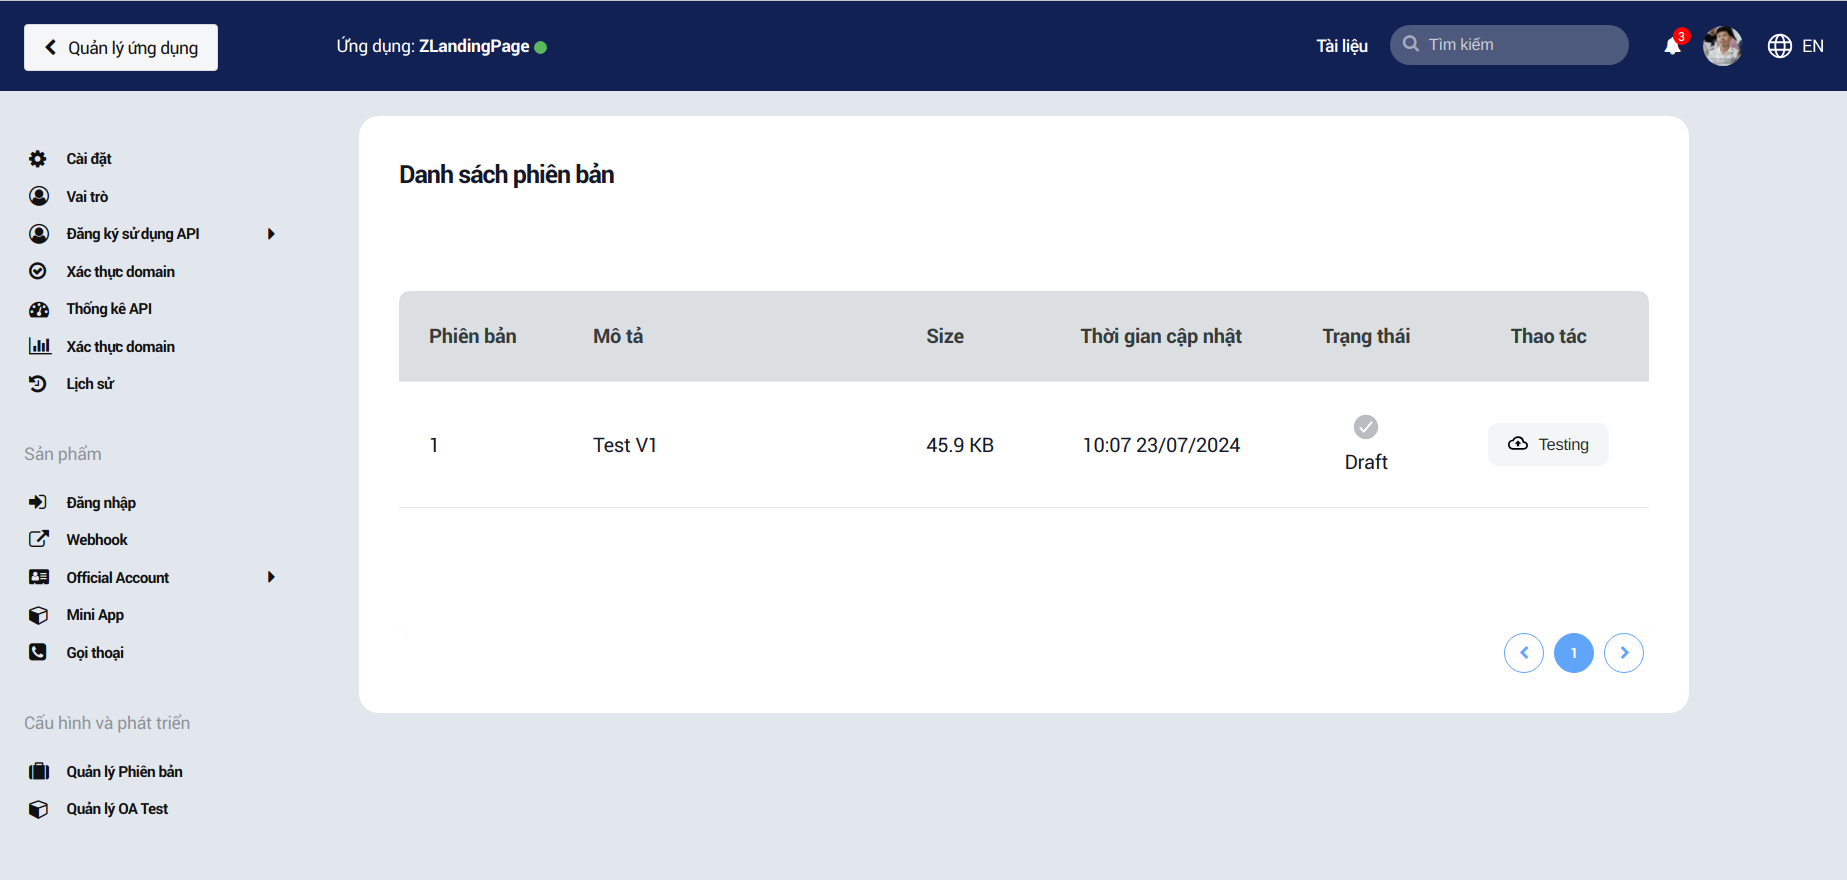 Quản lý ứng dụng
Ứng dụng: ZLandingPage
Tài liệu
Tìm kiếm
3
EN
Cài đặt
Vai trò
Đăng ký sử dụng API
Xác thực domain
Thống kê API
Xác thực domain
Lịch sử
Sản phẩm
Đăng nhập
Webhook
Official Account
Mini App
Gọi thoại
Cấu hình và phát triển
Quản lý Phiên bản
Quản lý OA Test
Danh sách phiên bản
Phiên bản Mô tả Size Thời gian cập nhật Trạng thái Thao tác
1 Test V1 45.9 KB 10:07 23/07/2024 Draft Testing
1